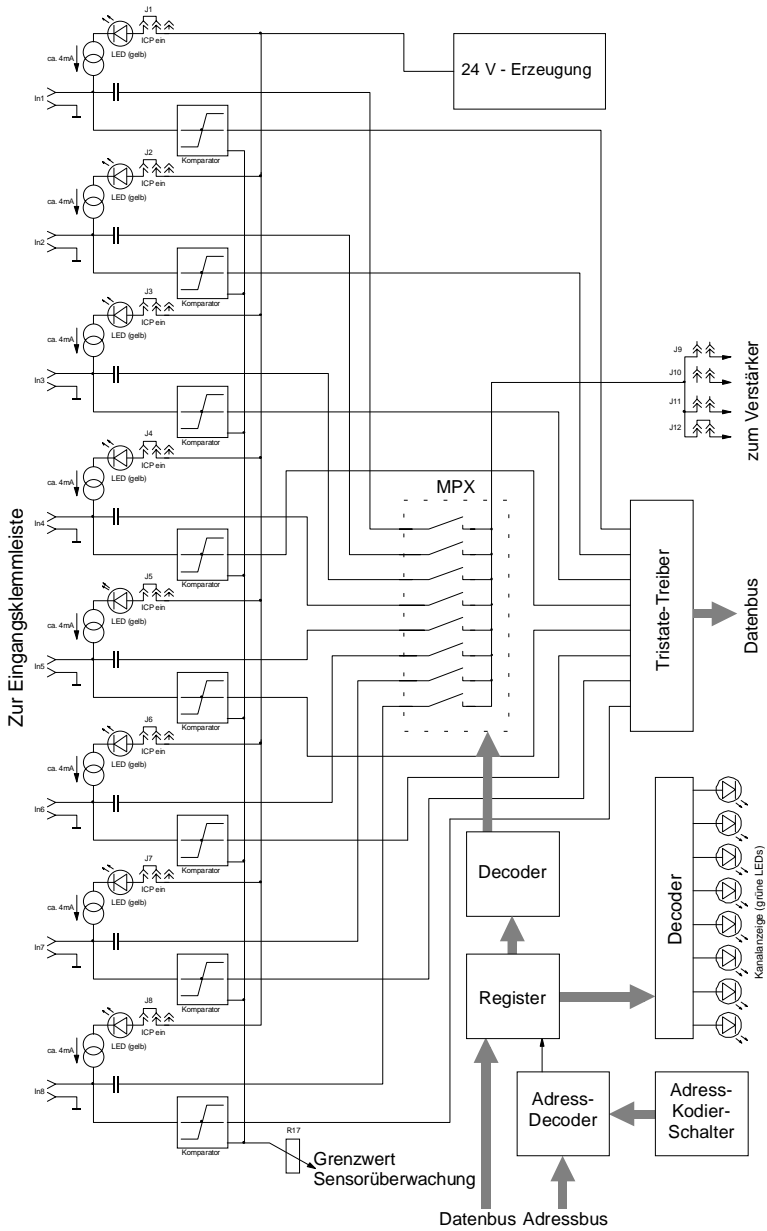 J1
ca. 4mA
LED (gelb)
ICP ein
24 V - Erzeugung
In1
Komparator
J2
ca. 4mA
LED (gelb)
ICP ein
In2
Komparator
J3
ca. 4mA
LED (gelb)
ICP ein
In3
Komparator
J4
ca. 4mA
LED (gelb)
ICP ein
In4
Komparator
J5
ca. 4mA
LED (gelb)
ICP ein
In5
Komparator
J6
ca. 4mA
LED (gelb)
ICP ein
In6
Komparator
J7
ca. 4mA
LED (gelb)
ICP ein
In7
Komparator
J8
ca. 4mA
LED (gelb)
ICP ein
In8
Komparator
R17
Grenzwert
Sensorüberwachung
Zur Eingangsklemmleiste
MPX
J9
J10
J11
J12
zum Verstärker
Tristate-Treiber
Datenbus
Decoder
Register
Decoder
Kanalanzeige (grüne LEDs)
Adress-
Decoder
Adress-
Kodier-
Schalter
Datenbus
Adressbus